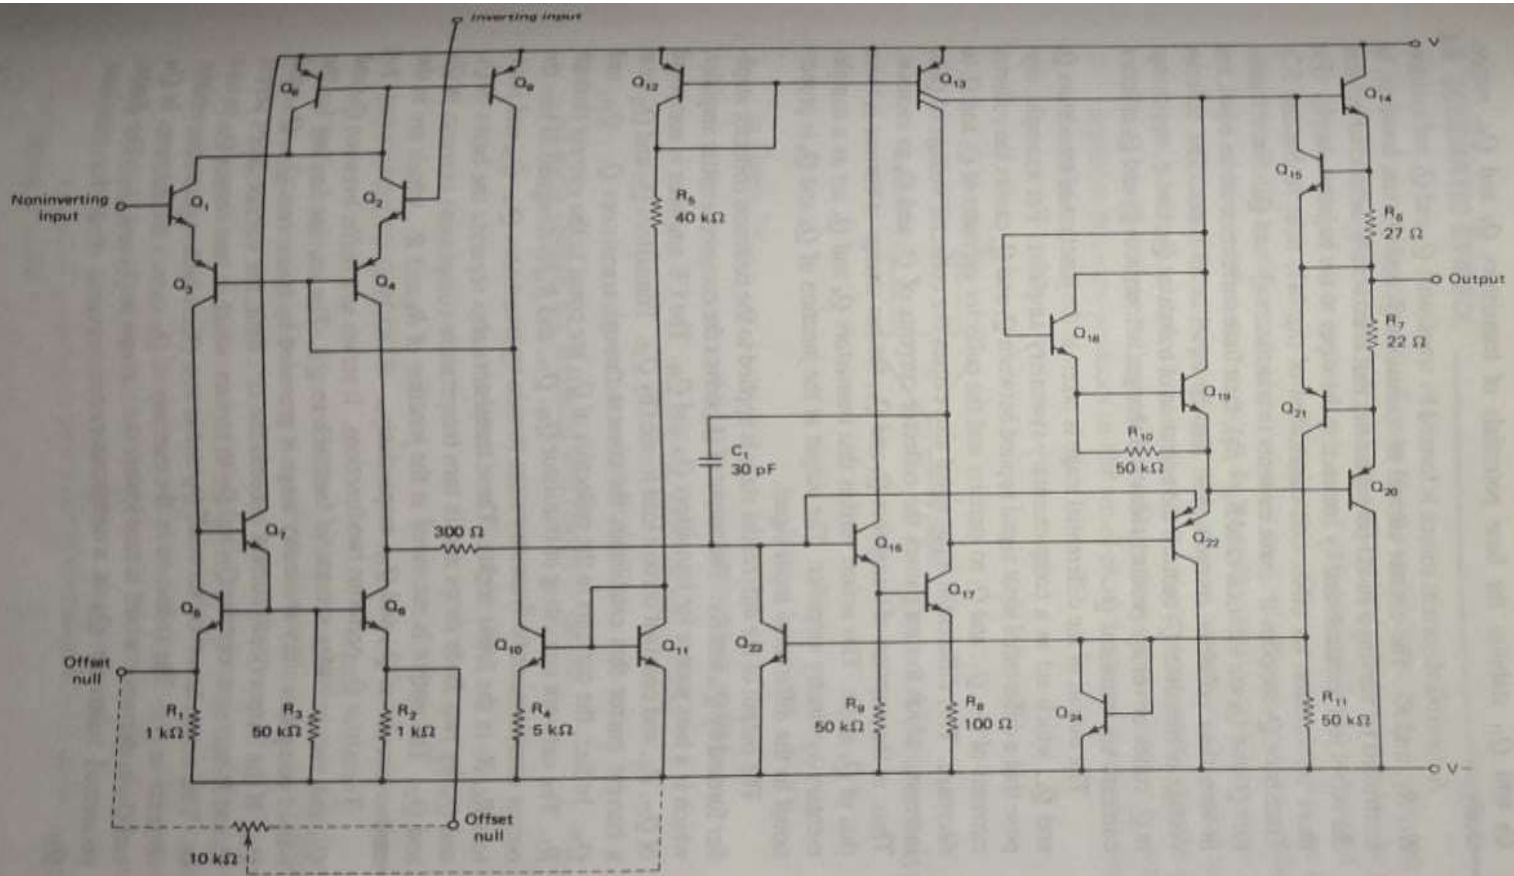 Inverting input
V
Q8
Q9
Q12
Q13
Q14
Noninverting
input
Q1
Q2
Q15
R5
40 kΩ
R6
27 Ω
Q3
Q4
Output
R7
22 Ω
Q18
Q19
Q21
R10
50 kΩ
C1
30 pF
Q20
Q7
300 Ω
Q16
Q22
Q5
Q6
Q17
Q10
Q11
Q23
Offset
null
R1
1 kΩ
R3
50 kΩ
R2
1 kΩ
R4
5 kΩ
R9
50 kΩ
R8
100 Ω
Q24
R11
50 kΩ
V-
Offset
null
10 kΩ